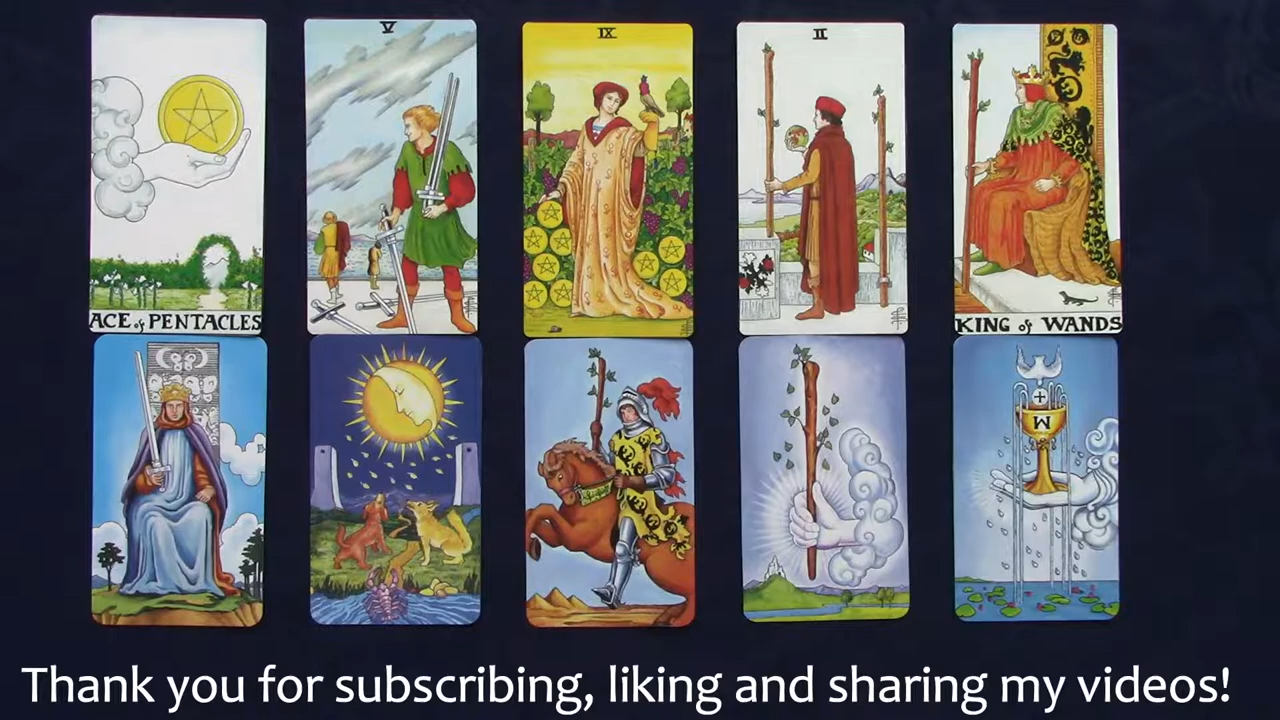 V
IX
II
ACE of PENTACLES
KING of WANDS
W
Thank you for subscribing, liking and sharing my videos!